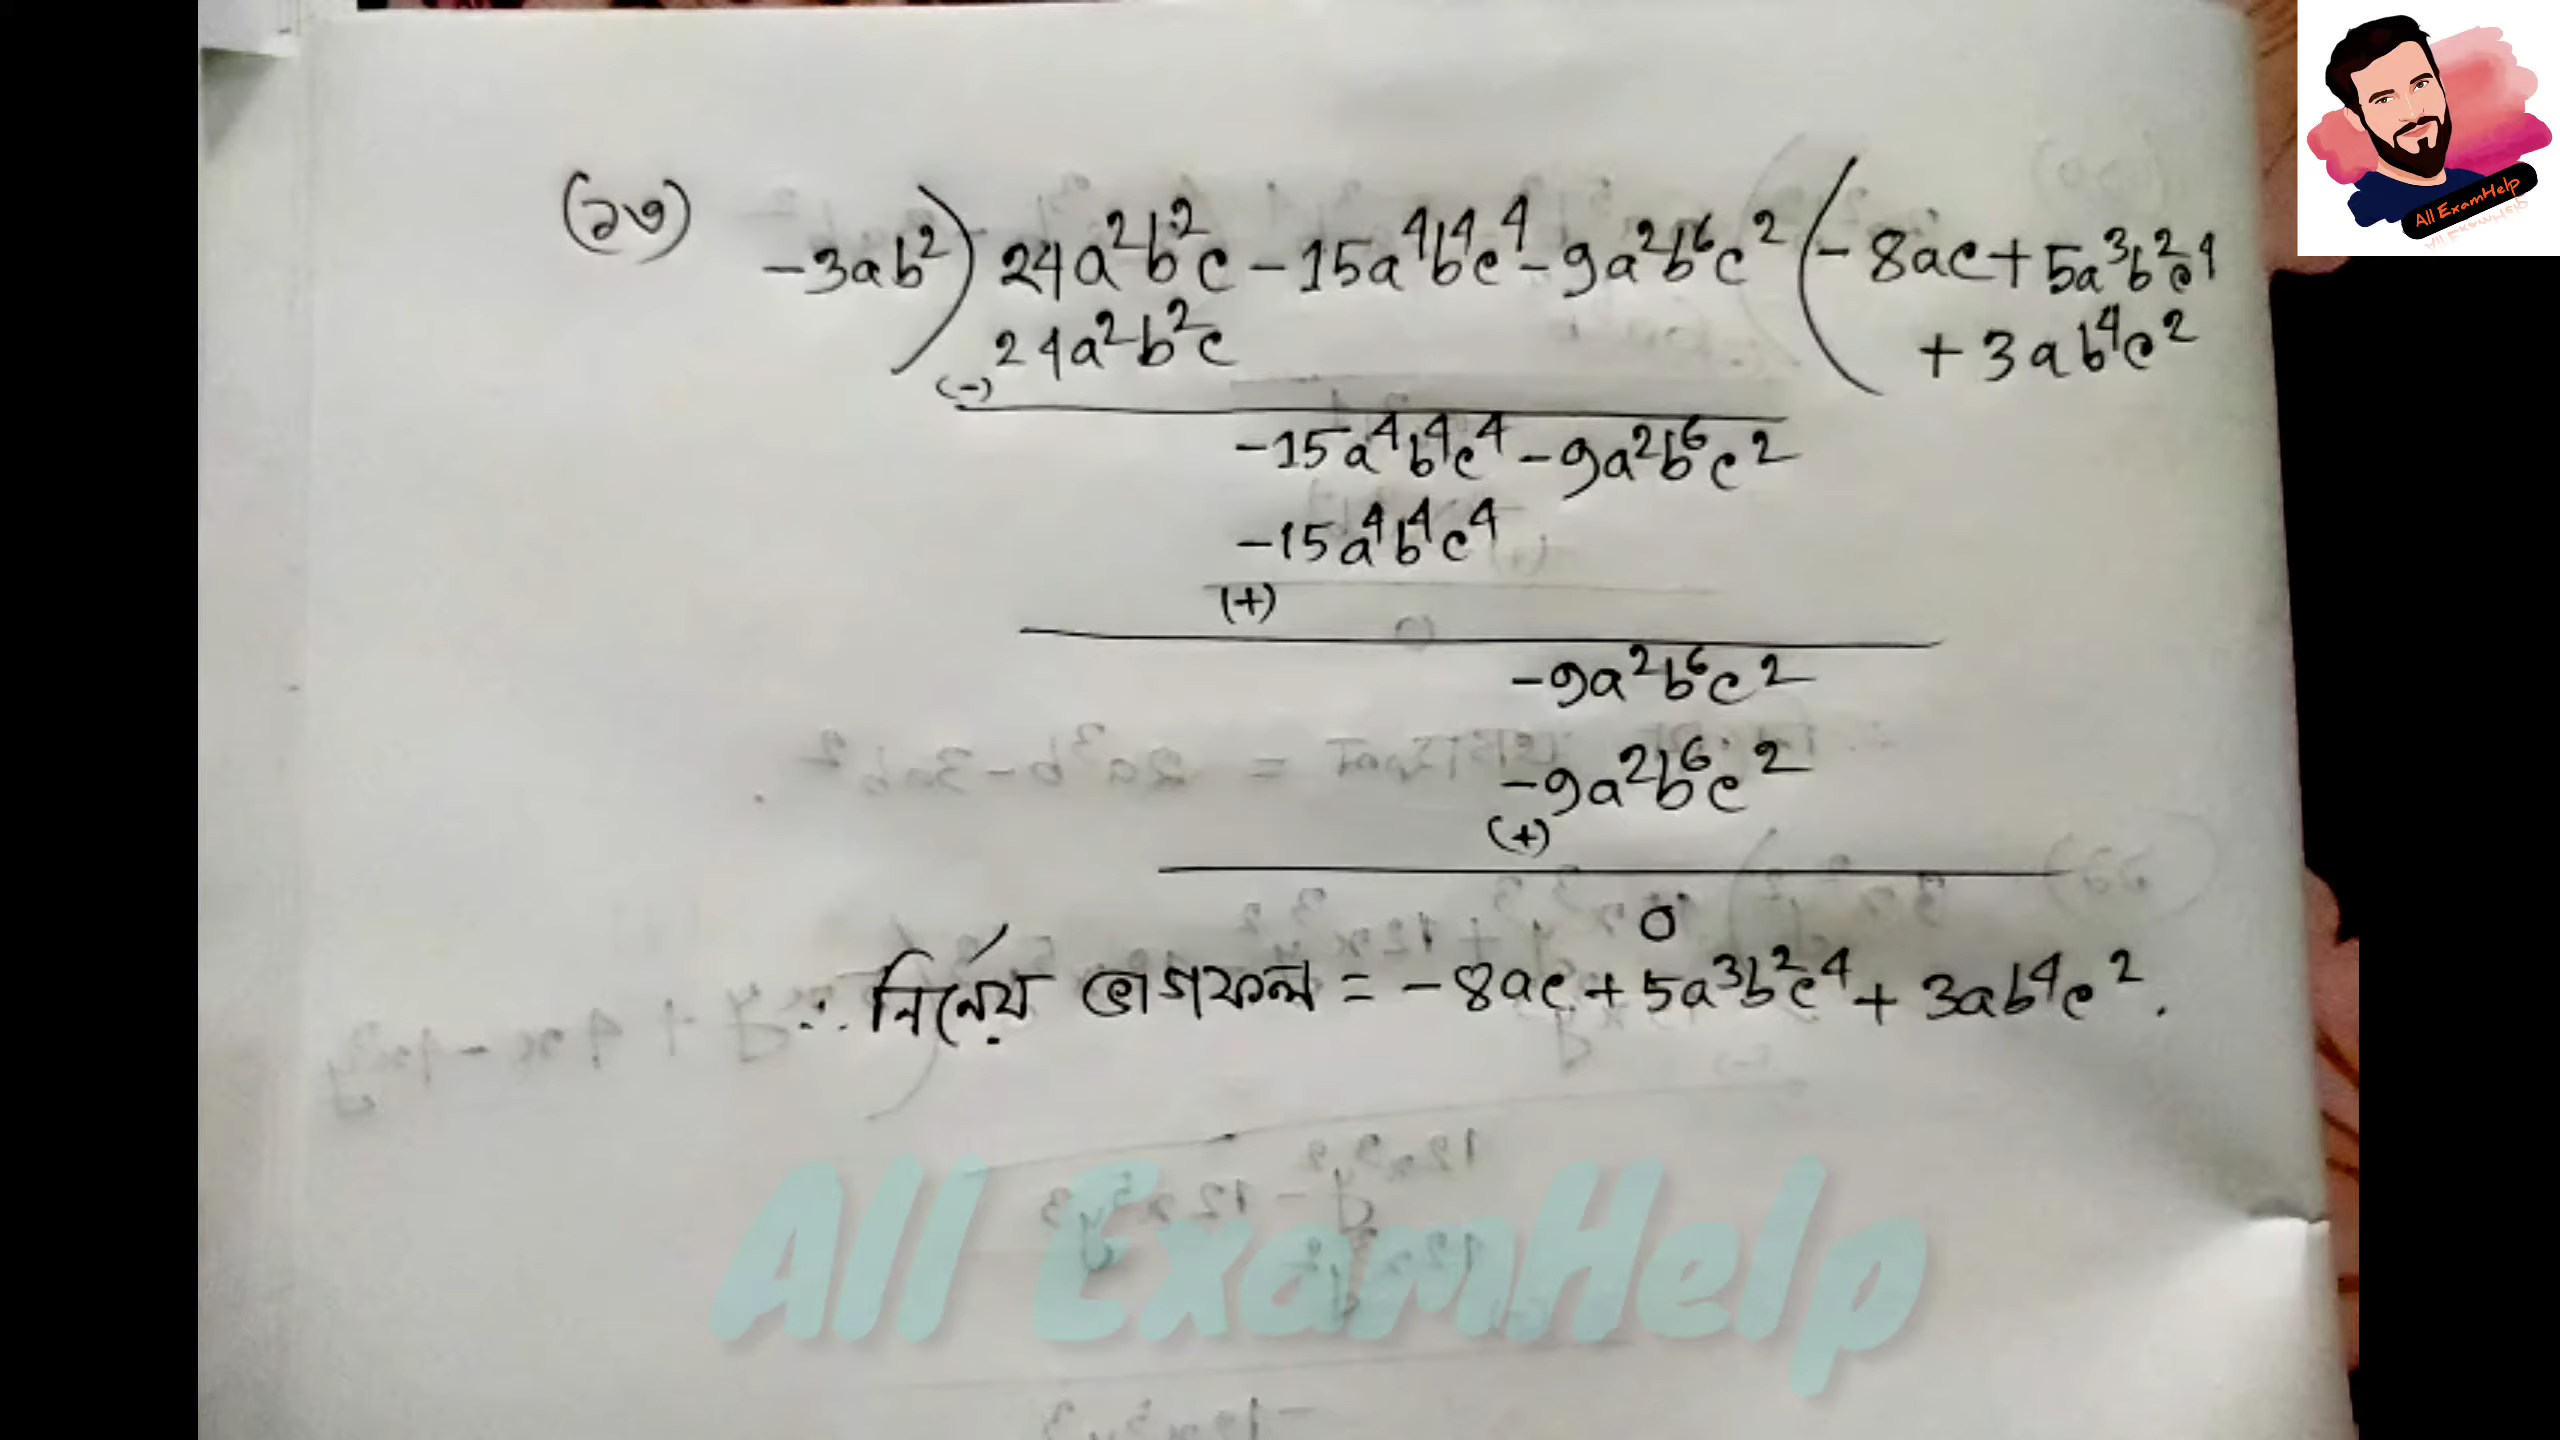 (১৩) -3ab²) 24a²b²c - 15a⁴b⁴c⁴ - 9a²b⁶c² ( - 8ac + 5a³b²c⁴
24a²b²c + 3ab⁴c²
(-)
-15a⁴b⁴c⁴ - 9a²b⁶c²
-15a⁴b⁴c⁴
(+)
-9a²b⁶c²
-9a²b⁶c²
(+)
0
∴ নির্ণেয় ভাগফল = - 8ac + 5a³b²c⁴ + 3ab⁴c².
All ExamHelp
All ExamHelp